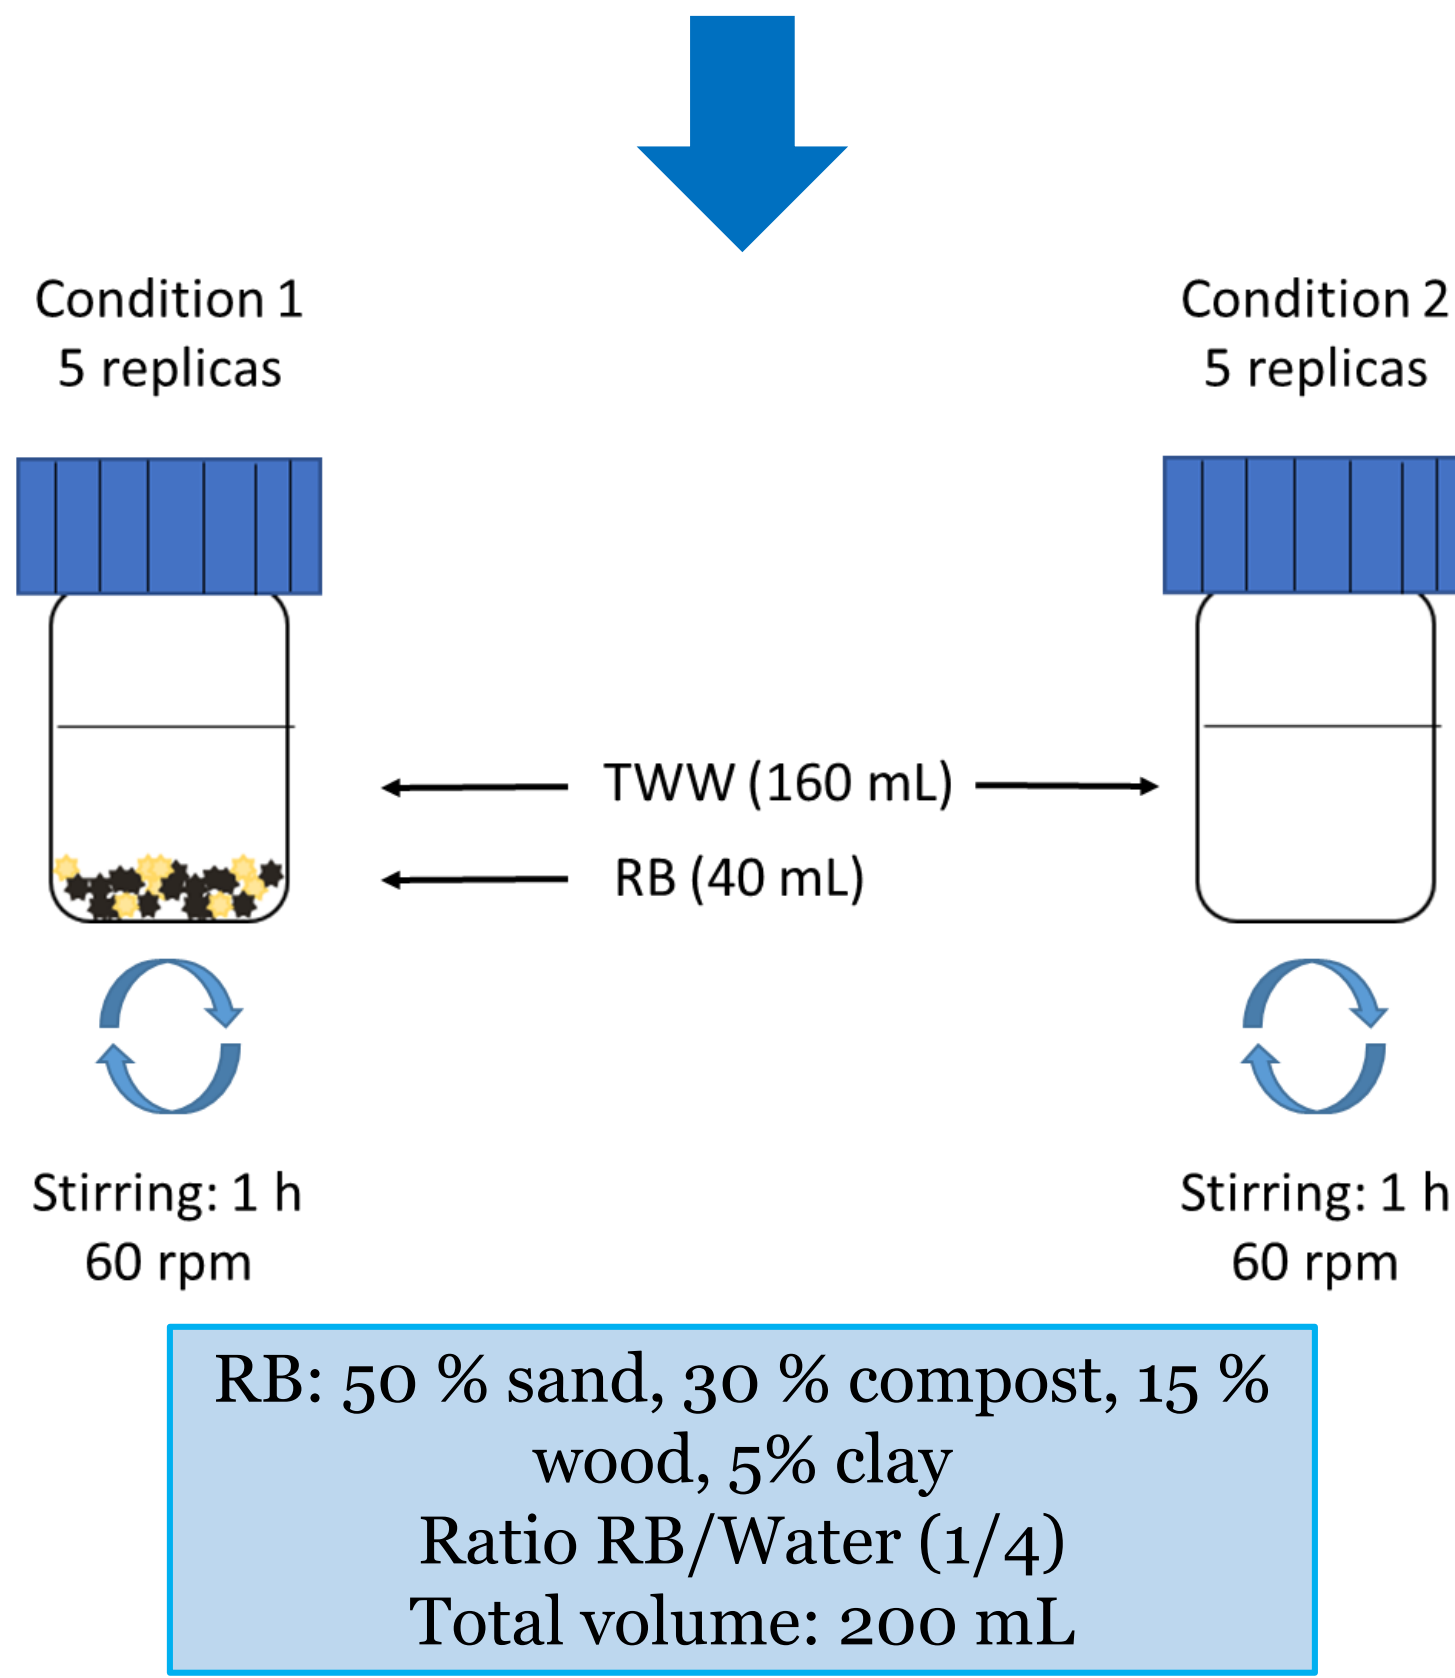 Condition 1
5 replicas
Condition 2
5 replicas
TWW (160 mL)
RB (40 mL)
Stirring: 1 h
60 rpm
Stirring: 1 h
60 rpm
RB: 50 % sand, 30 % compost, 15 %
wood, 5% clay
Ratio RB/Water (1/4)
Total volume: 200 mL